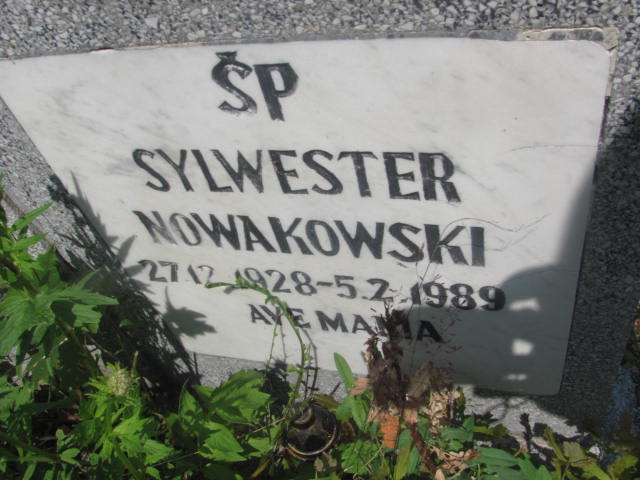 ŚP
SYLWESTER
NOWAKOWSKI
27.12.1928-5.2.1989
AVE MARIA